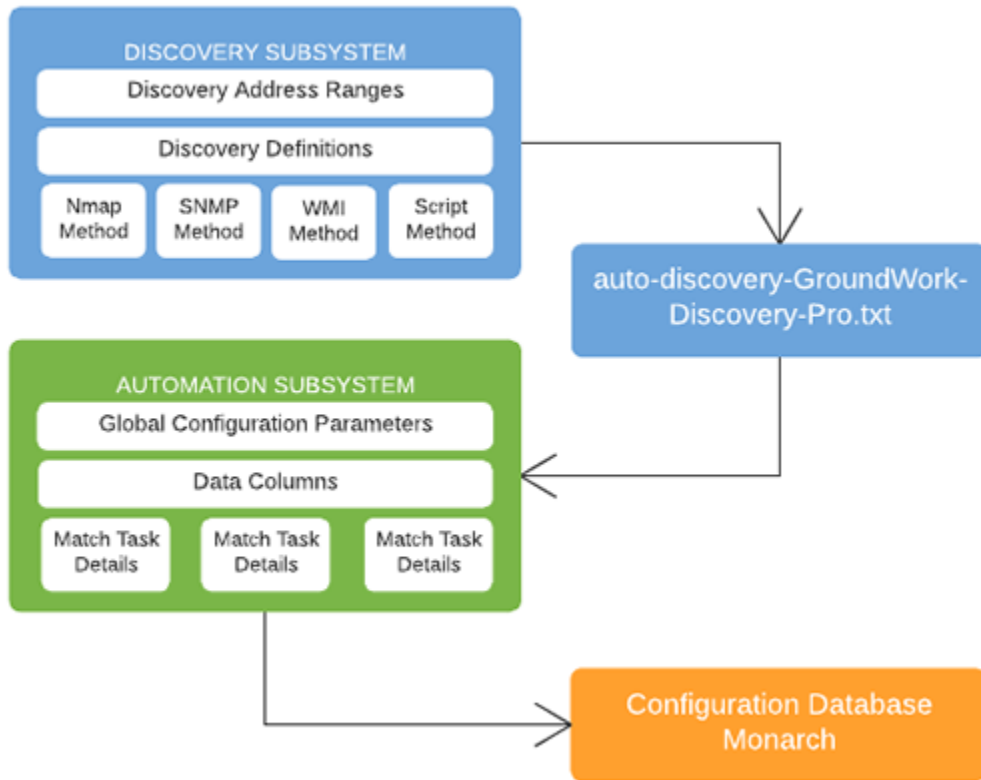 DISCOVERY SUBSYSTEM
Discovery Address Ranges
Discovery Definitions
Nmap
Method
SNMP
Method
WMI
Method
Script
Method
auto-discovery-GroundWork-
Discovery-Pro.txt
AUTOMATION SUBSYSTEM
Global Configuration Parameters
Data Columns
Match Task
Details
Match Task
Details
Match Task
Details
Configuration Database
Monarch